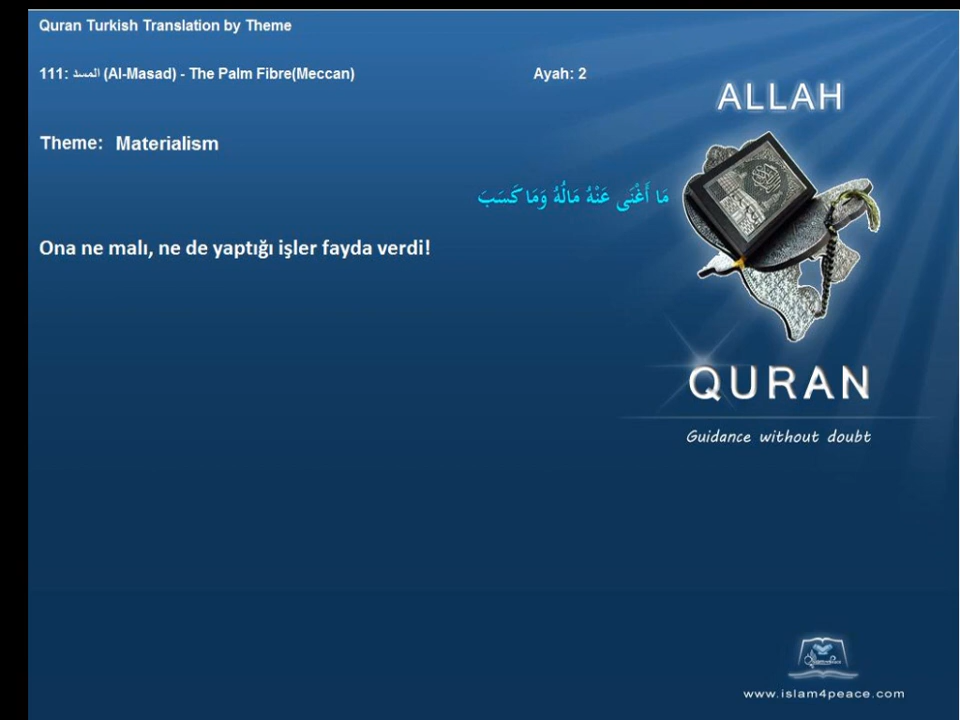 Quran Turkish Translation by Theme
111: المسد (Al-Masad) - The Palm Fibre(Meccan) Ayah: 2
ALLAH
Theme: Materialism
مَا أَغْنَى عَنْهُ مَالُهُ وَمَا كَسَبَ
Ona ne malı, ne de yaptığı işler fayda verdi!
QURAN
Guidance without doubt
www.islam4peace.com